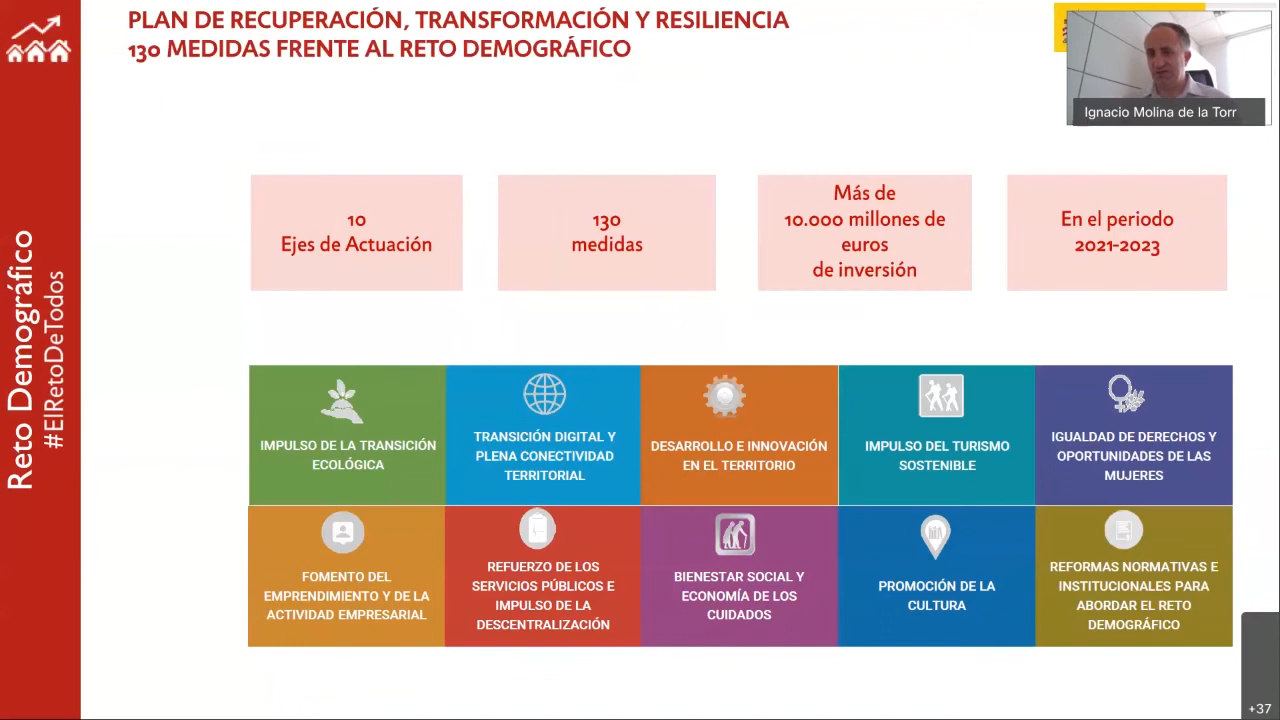 PLAN DE RECUPERACIÓN, TRANSFORMACIÓN Y RESILIENCIA
130 MEDIDAS FRENTE AL RETO DEMOGRÁFICO
Ignacio Molina de la Torr
Reto Demográfico
#ElRetoDeTodos
10
Ejes de Actuación
130
medidas
Más de
10.000 millones de
euros
de inversión
En el periodo
2021-2023
IMPULSO DE LA TRANSICIÓN
ECOLÓGICA
TRANSICIÓN DIGITAL Y
PLENA CONECTIVIDAD
TERRITORIAL
DESARROLLO E INNOVACIÓN
EN EL TERRITORIO
IMPULSO DEL TURISMO
SOSTENIBLE
IGUALDAD DE DERECHOS Y
OPORTUNIDADES DE LAS
MUJERES
FOMENTO DEL
EMPRENDIMIENTO Y DE LA
ACTIVIDAD EMPRESARIAL
REFUERZO DE LOS
SERVICIOS PÚBLICOS E
IMPULSO DE LA
DESCENTRALIZACIÓN
BIENESTAR SOCIAL Y
ECONOMÍA DE LOS
CUIDADOS
PROMOCIÓN DE LA
CULTURA
REFORMAS NORMATIVAS E
INSTITUCIONALES PARA
ABORDAR EL RETO
DEMOGRÁFICO
+37